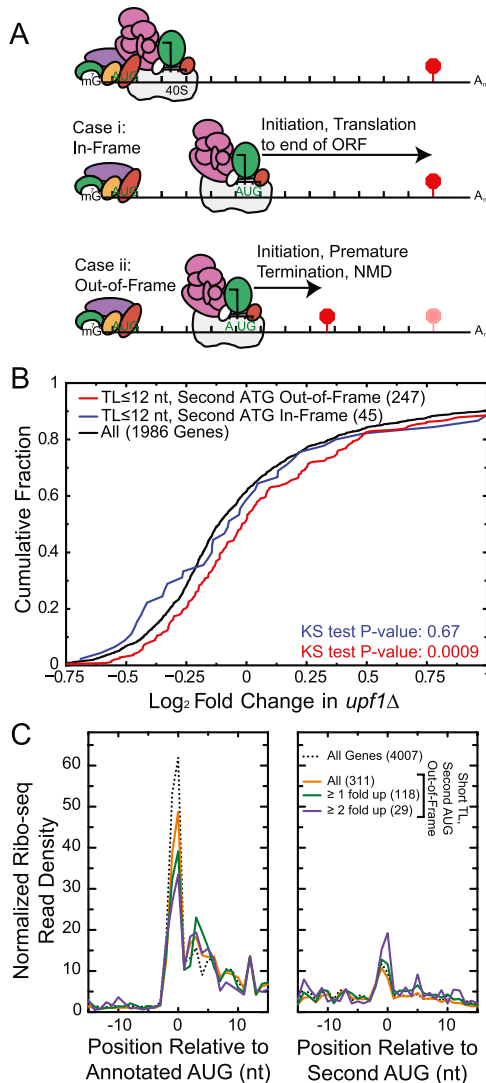 A
mG7
AUG
40S
An
Case i:
In-Frame
Initiation, Translation
to end of ORF
mG7
AUG
AUG
An
Case ii:
Out-of-Frame
Initiation, Premature
Termination, NMD
mG7
AUG
A UG
An
B
TL≤12 nt, Second ATG Out-of-Frame (247)
TL≤12 nt, Second ATG In-Frame (45)
All (1986 Genes)
1
0.8
0.6
0.4
0.2
0
Cumulative Fraction
KS test P-value: 0.67
KS test P-value: 0.0009
-0.75 -0.5 -0.25 0 0.25 0.5 0.75 1
Log2 Fold Change in upf1Δ
C
60
50
40
30
20
10
0
Normalized Ribo-seq
Read Density
All Genes (4007)
All (311)
≥ 1 fold up (118)
≥ 2 fold up (29)
Short TL,
Second AUG
Out-of-Frame
-10 0 10
-10 0 10
Position Relative to
Annotated AUG (nt)
Position Relative to
Second AUG (nt)